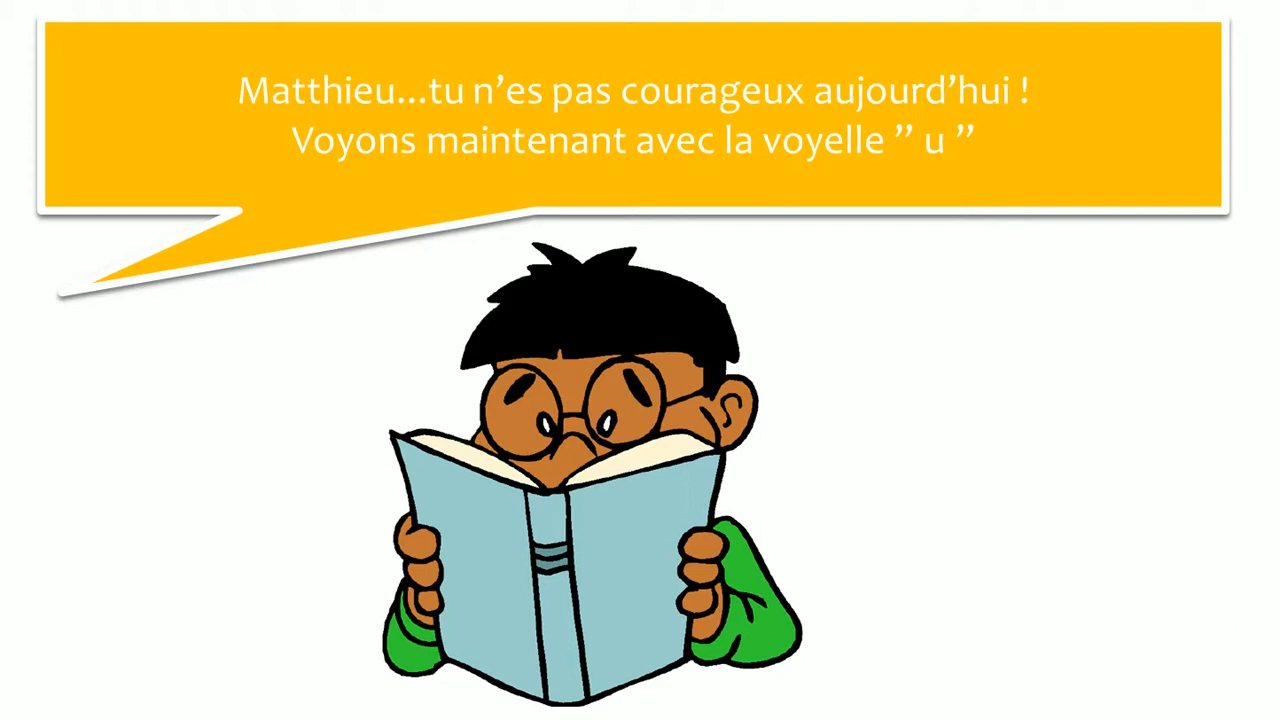 Matthieu...tu n’es pas courageux aujourd’hui !
Voyons maintenant avec la voyelle ” u ”